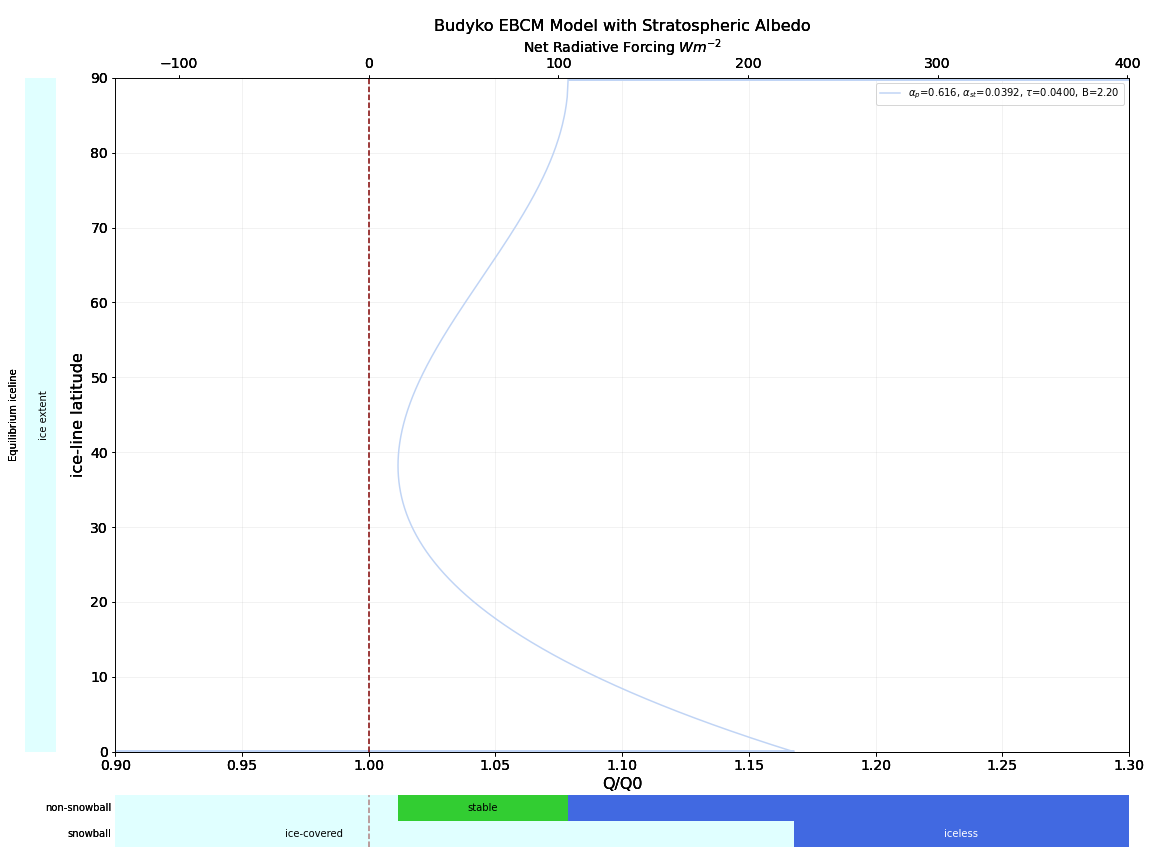 Budyko EBCM Model with Stratospheric Albedo
Net Radiative Forcing Wm⁻²
−100 0 100 200 300 400
α_p=0.616, α_st=0.0392, τ=0.0400, B=2.20
90
80
70
60
50
40
30
20
10
0
Equilibrium iceline
ice extent
ice-line latitude
0.90 0.95 1.00 1.05 1.10 1.15 1.20 1.25 1.30
Q/Q0
non-snowball stable
snowball ice-covered iceless